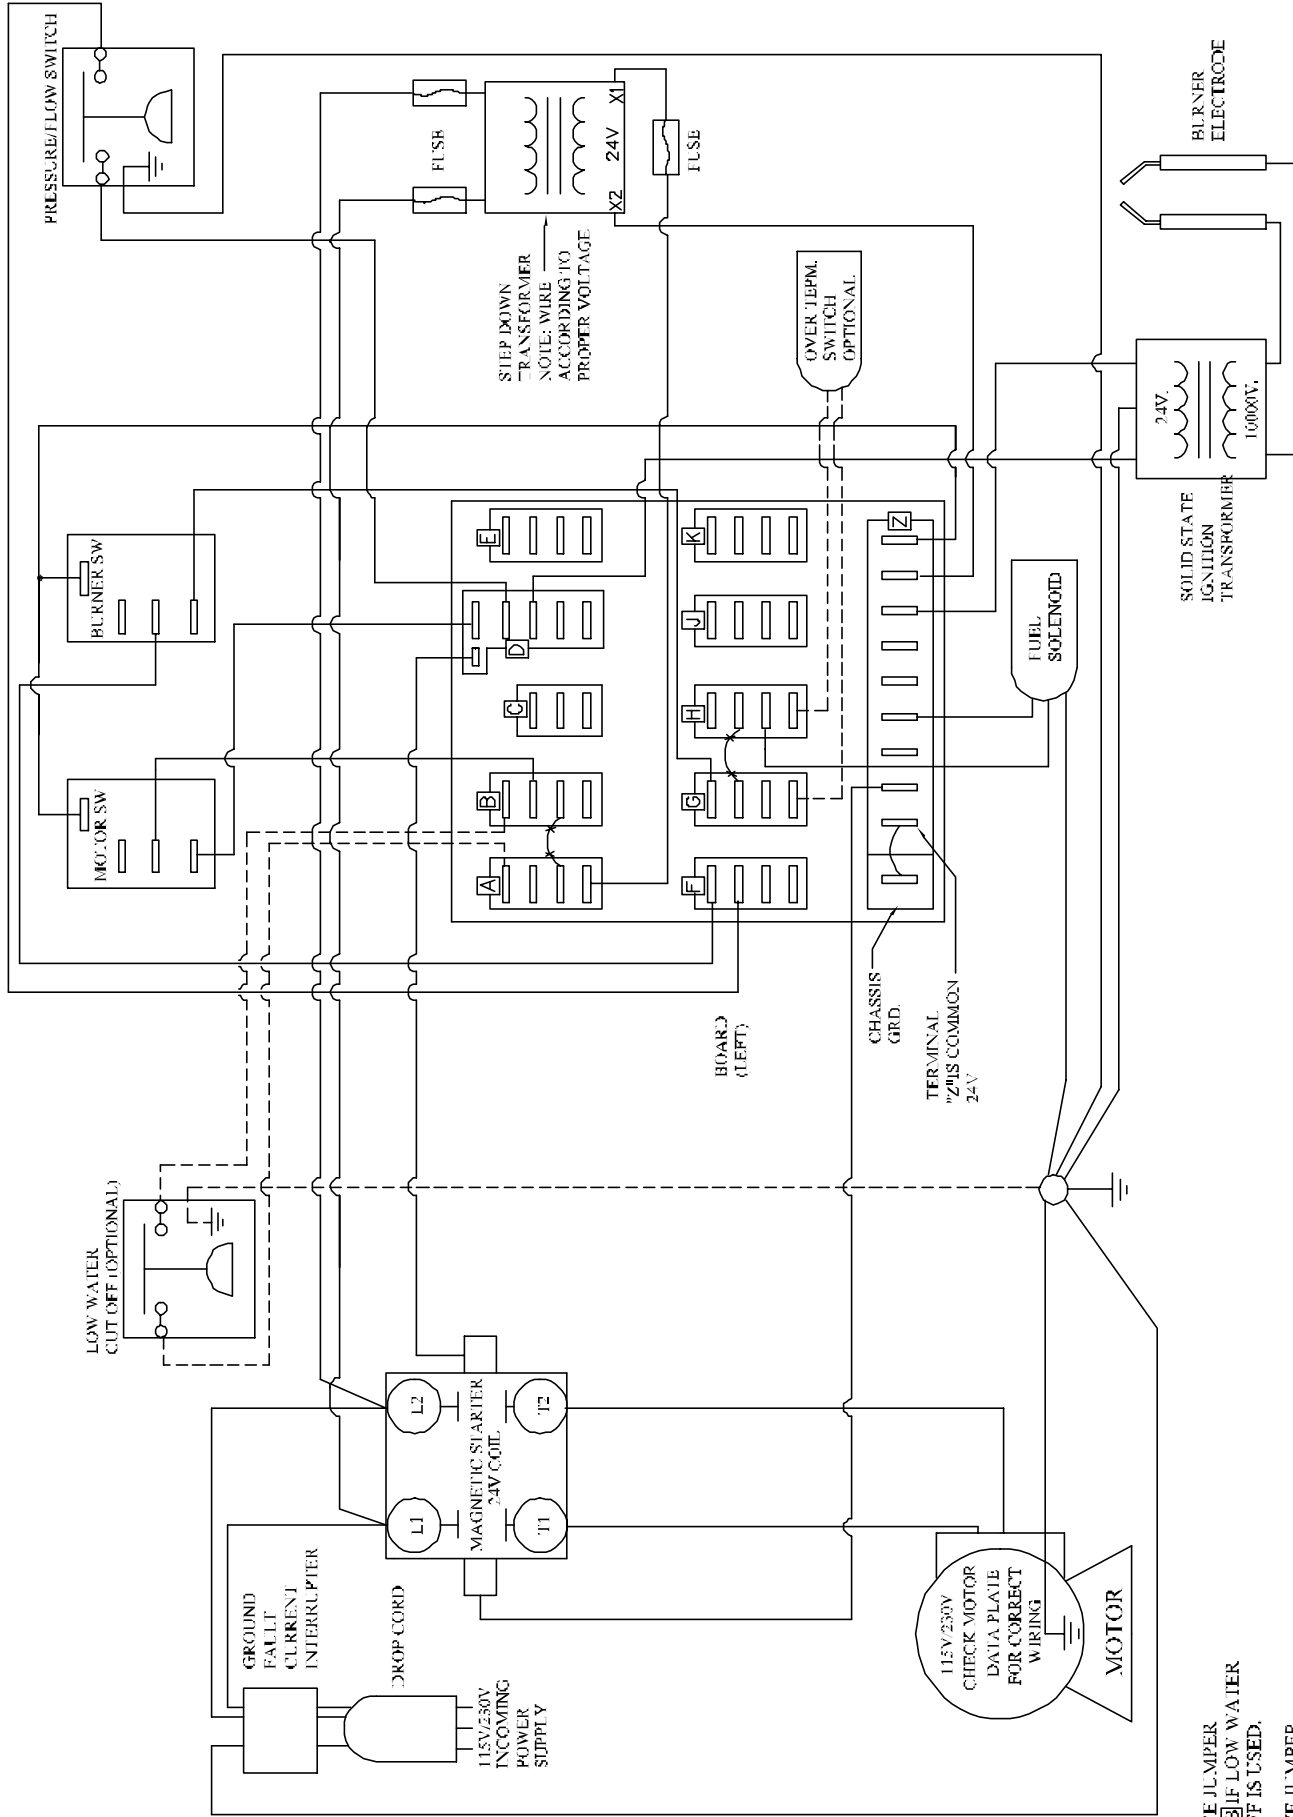 PRESSURE/FLOW SWITCH
BURNER SW
MOTOR SW
LOW WATER
CUT OFF (OPTIONAL)
GROUND
FAULT
CURRENT
INTERRUPTER
DROP CORD
115V/230V
INCOMING
POWER
SUPPLY
L1
L2
MAGNETIC STARTER
24V COIL
T1
T2
FUSE
X2
24V
X1
FUSE
STEP DOWN
TRANSFORMER
NOTE: WIRE
ACCORDING TO
PROPER VOLTAGE
OVER TEPM.
SWITCH
OPTIONAL
A
B
C
D
E
F
G
H
J
K
Z
BOARD
(LEFT)
CHASSIS
GRD.
TERMINAL
"Z"IS COMMON
24V
FUEL
SOLENOID
BURNER
ELECTRODE
24V.
10000V.
SOLID STATE
IGNITION
TRANSFORMER
115V/230V
CHECK MOTOR
DATA PLATE
FOR CORRECT
WIRING
MOTOR
JUMPER
B IF LOW WATER
IS USED.
JUMPER